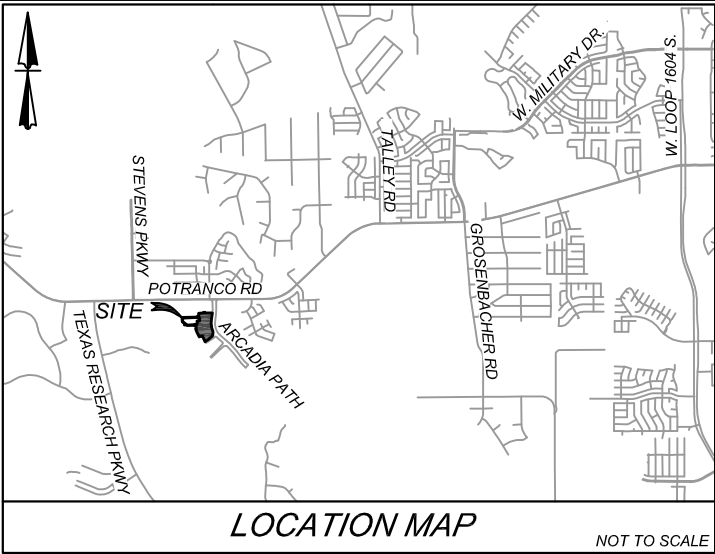 W. MILITARY DR.
W LOOP 1604 S.
TALLEY RD
STEVENS PKWY
POTRANCO RD
GROSENBACHER RD
SITE
ARCADIA PATH
TEXAS RESEARCH PKWY
LOCATION MAP
NOT TO SCALE